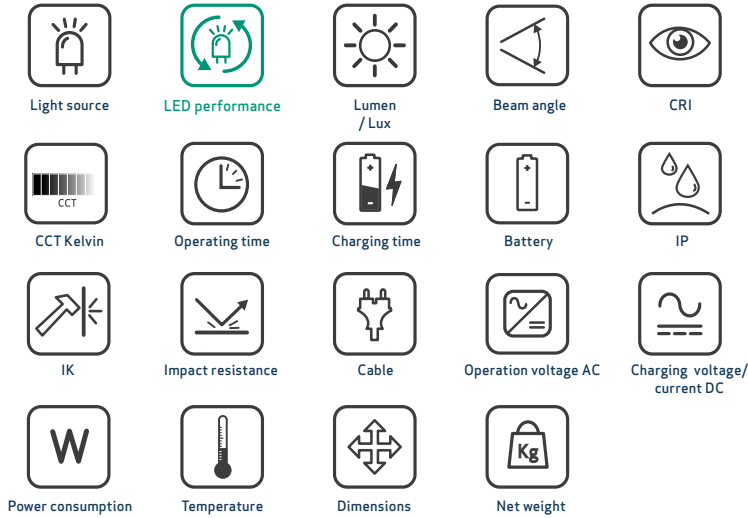 Light source
LED performance
Lumen
/ Lux
Beam angle
CRI
CCT
CCT Kelvin
Operating time
+
-
Charging time
+
-
Battery
IP
IK
Impact resistance
Cable
Operation voltage AC
Charging voltage/
current DC
W
Power consumption
Temperature
Dimensions
Kg
Net weight